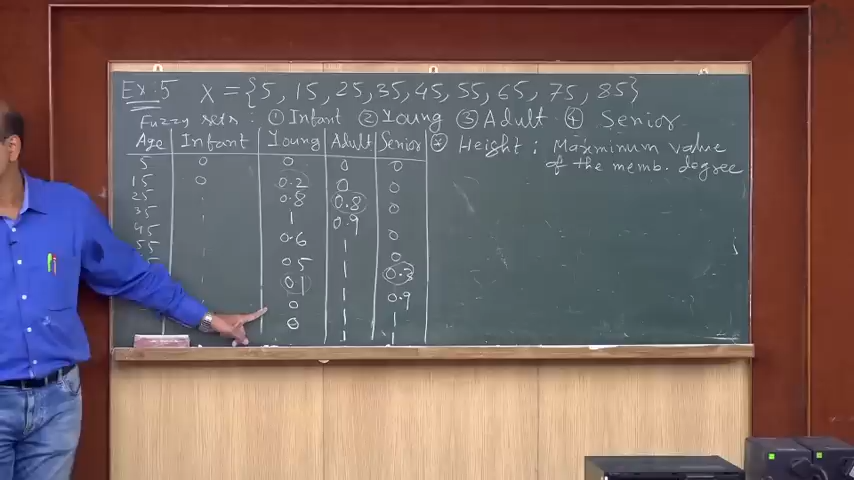 Ex. 5 X = {5, 15, 25, 35, 45, 55, 65, 75, 85}
Fuzzy sets : ① Infant ② Young ③ Adult ④ Senior
Age Infant Young Adult Senior * Height : Maximum value
of the memb. degree
5 0 0 0 0
15 0 0.2 0 0
25 0.8 0.8 0
35 1 0.9
45 0.6 1 0
55 0.5 1 0
0.1 1 0.3
0 1 0.9
0 1 1
1 1